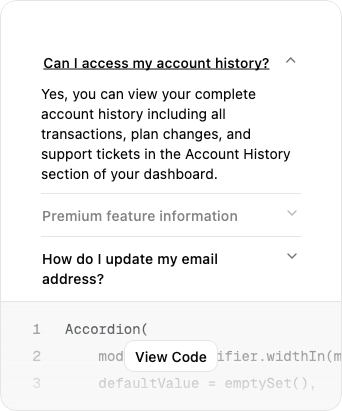 Can I access my account history?
Yes, you can view your complete
account history including all
transactions, plan changes, and
support tickets in the Account History
section of your dashboard.
Premium feature information
How do I update my email
address?
1 Accordion(
2 View Code .widthIn(
3 defaultValue = emptySet(),